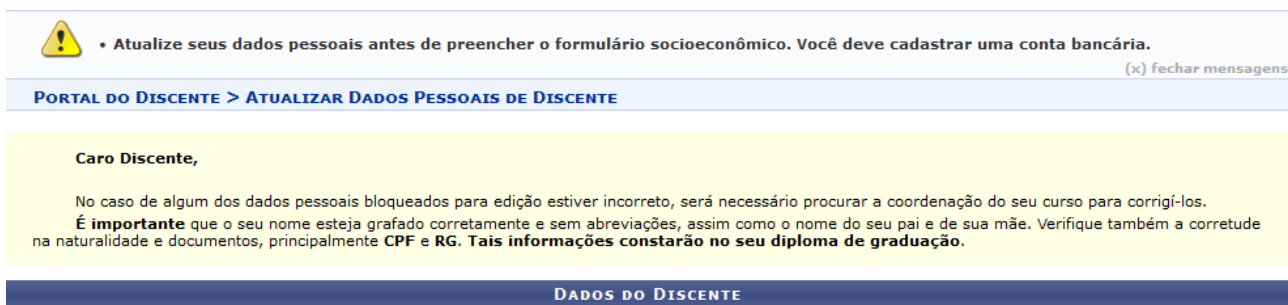 • Atualize seus dados pessoais antes de preencher o formulário socioeconômico. Você deve cadastrar uma conta bancária.
(x) fechar mensagens
Portal do Discente > Atualizar Dados Pessoais de Discente
Caro Discente,
No caso de algum dos dados pessoais bloqueados para edição estiver incorreto, será necessário procurar a coordenação do seu curso para corrigí-los.
É importante que o seu nome esteja grafado corretamente e sem abreviações, assim como o nome do seu pai e de sua mãe. Verifique também a corretude
na naturalidade e documentos, principalmente CPF e RG. Tais informações constarão no seu diploma de graduação.
Dados do Discente